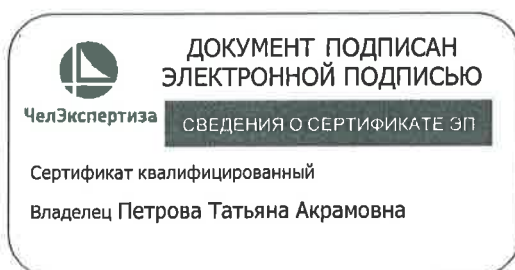 ДОКУМЕНТ ПОДПИСАН
ЭЛЕКТРОННОЙ ПОДПИСЬЮ
ЧелЭкспертиза
СВЕДЕНИЯ О СЕРТИФИКАТЕ ЭП
Сертификат квалифицированный
Владелец Петрова Татьяна Акрамовна